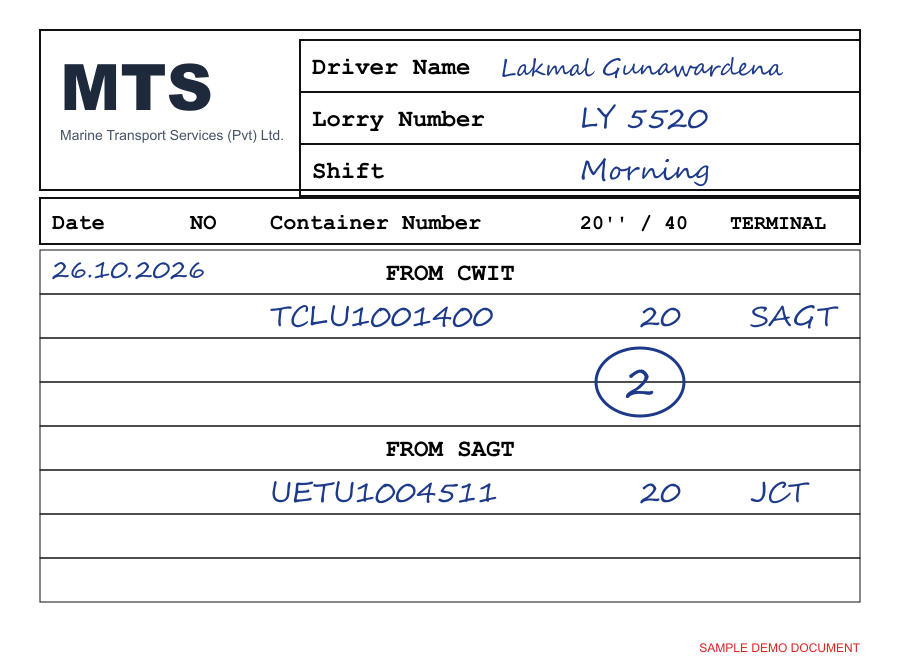 MTS
Marine Transport Services (Pvt) Ltd.
Driver Name Lakmal Gunawardena
Lorry Number LY 5520
Shift Morning
Date NO Container Number 20'' / 40 TERMINAL
26.10.2026 FROM CWIT
TCLU1001400 20 SAGT
2
FROM SAGT
UETU1004511 20 JCT
SAMPLE DEMO DOCUMENT